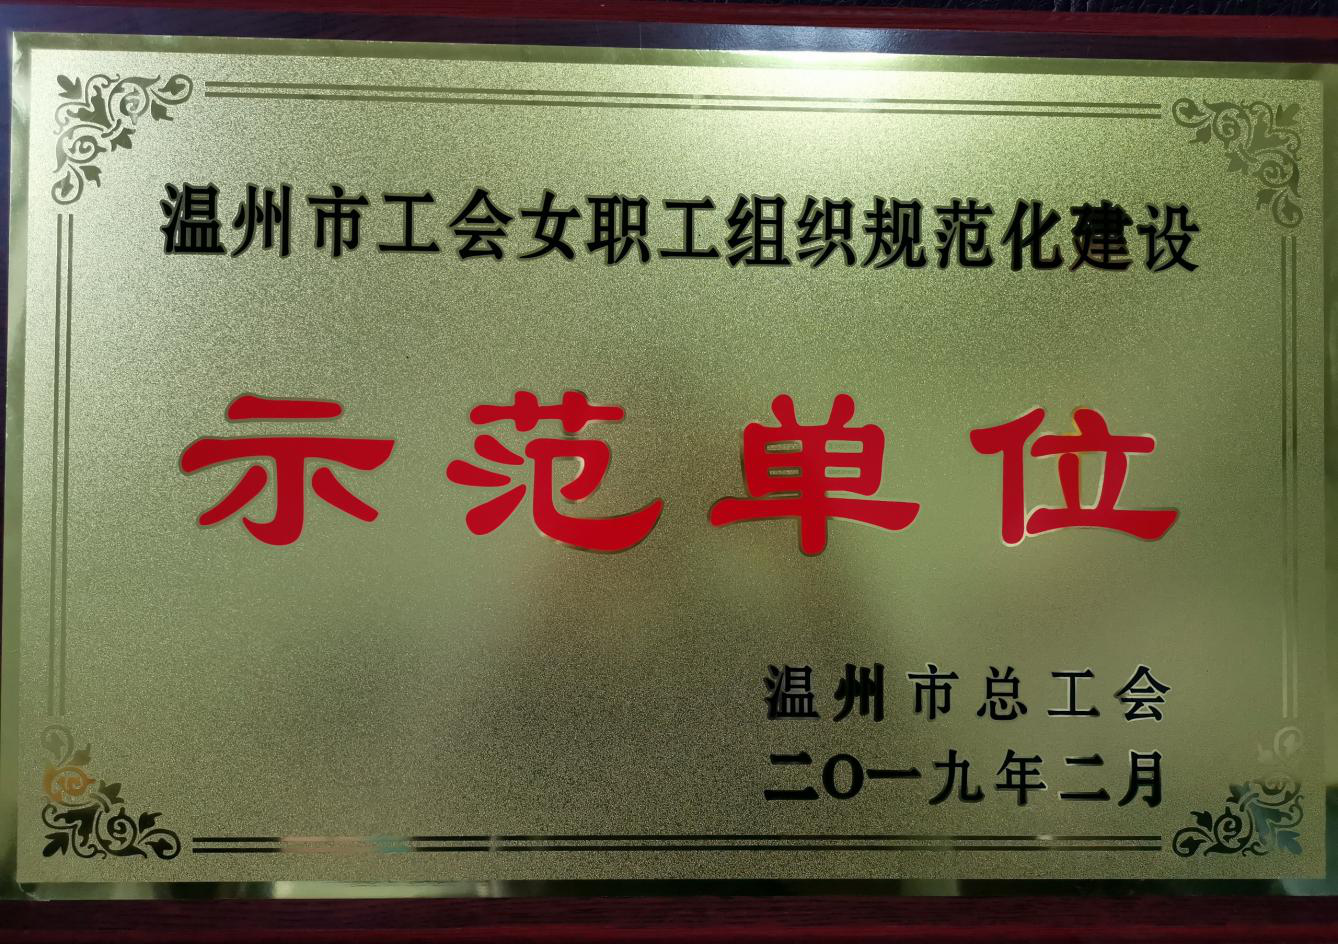 温州市工会女职工组织规范化建设
示范单位
温州市总工会
二〇一九年二月